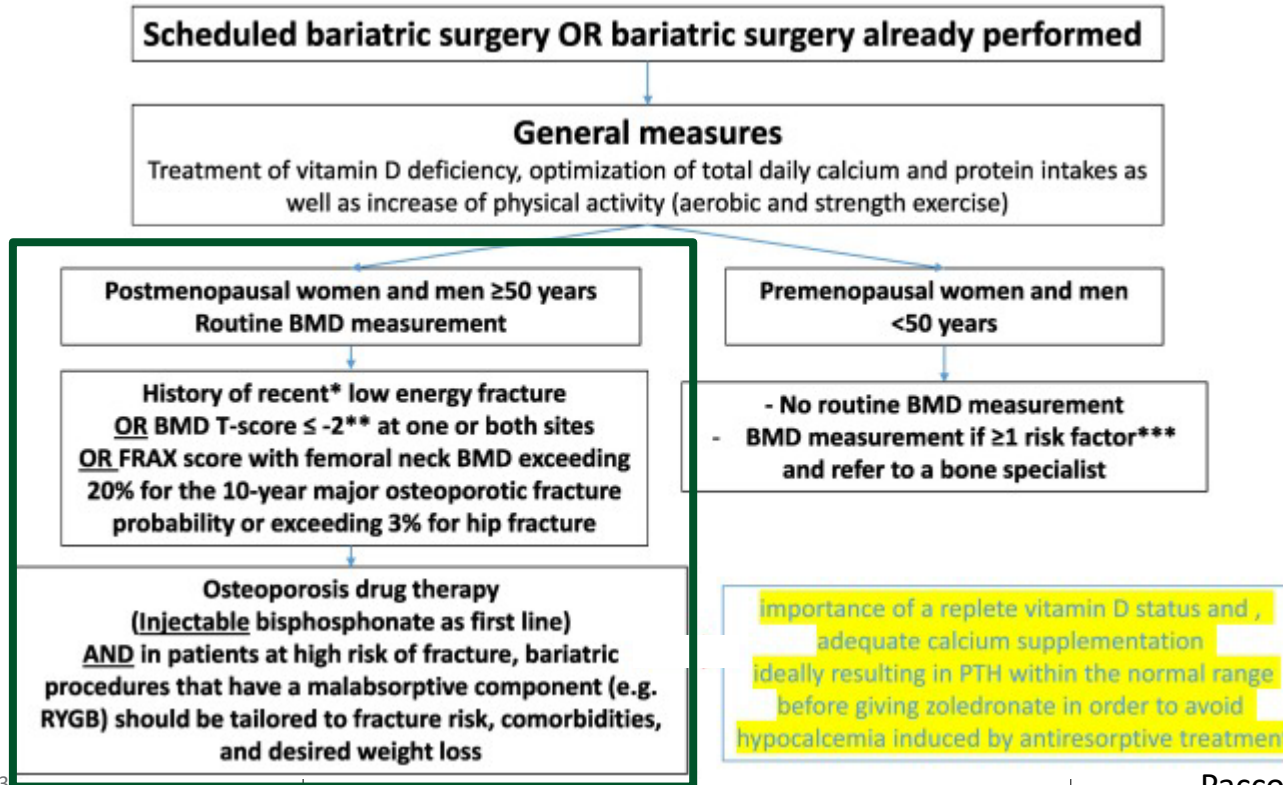 Scheduled bariatric surgery OR bariatric surgery already performed
General measures
Treatment of vitamin D deficiency, optimization of total daily calcium and protein intakes as
well as increase of physical activity (aerobic and strength exercise)
Postmenopausal women and men ≥50 years
Routine BMD measurement
History of recent* low energy fracture
OR BMD T-score ≤ -2** at one or both sites
OR FRAX score with femoral neck BMD exceeding
20% for the 10-year major osteoporotic fracture
probability or exceeding 3% for hip fracture
Osteoporosis drug therapy
(Injectable bisphosphonate as first line)
AND in patients at high risk of fracture, bariatric
procedures that have a malabsorptive component (e.g.
RYGB) should be tailored to fracture risk, comorbidities,
and desired weight loss
Premenopausal women and men
<50 years
- No routine BMD measurement
- BMD measurement if ≥1 risk factor***
and refer to a bone specialist
importance of a replete vitamin D status and ,
adequate calcium supplementation
ideally resulting in PTH within the normal range
before giving zoledronate in order to avoid
hypocalcemia induced by antiresorptive treatment
3